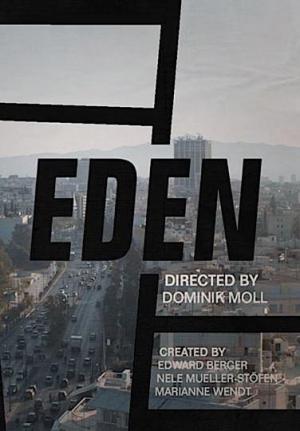 EDEN
DIRECTED BY
DOMINIK MOLL
CREATED BY
EDWARD BERGER
NELE MUELLER-STÖFEN
MARIANNE WENDT